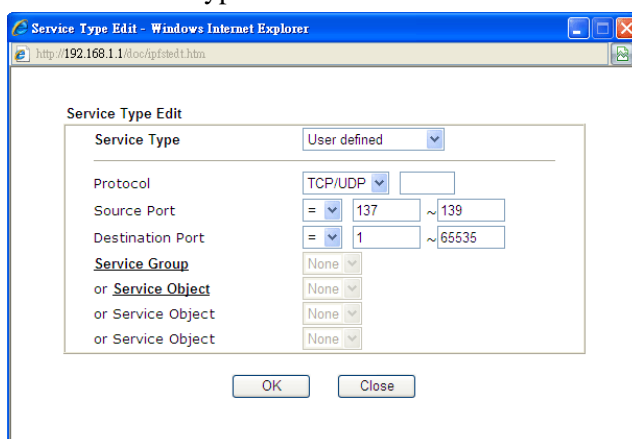 Service Type Edit - Windows Internet Explorer
http://192.168.1.1/doc/ipfstedt.htm
Service Type Edit
Service Type User defined
Protocol TCP/UDP
Source Port = 137 ~ 139
Destination Port = 1 ~ 65535
Service Group None
or Service Object None
or Service Object None
or Service Object None
OK Close